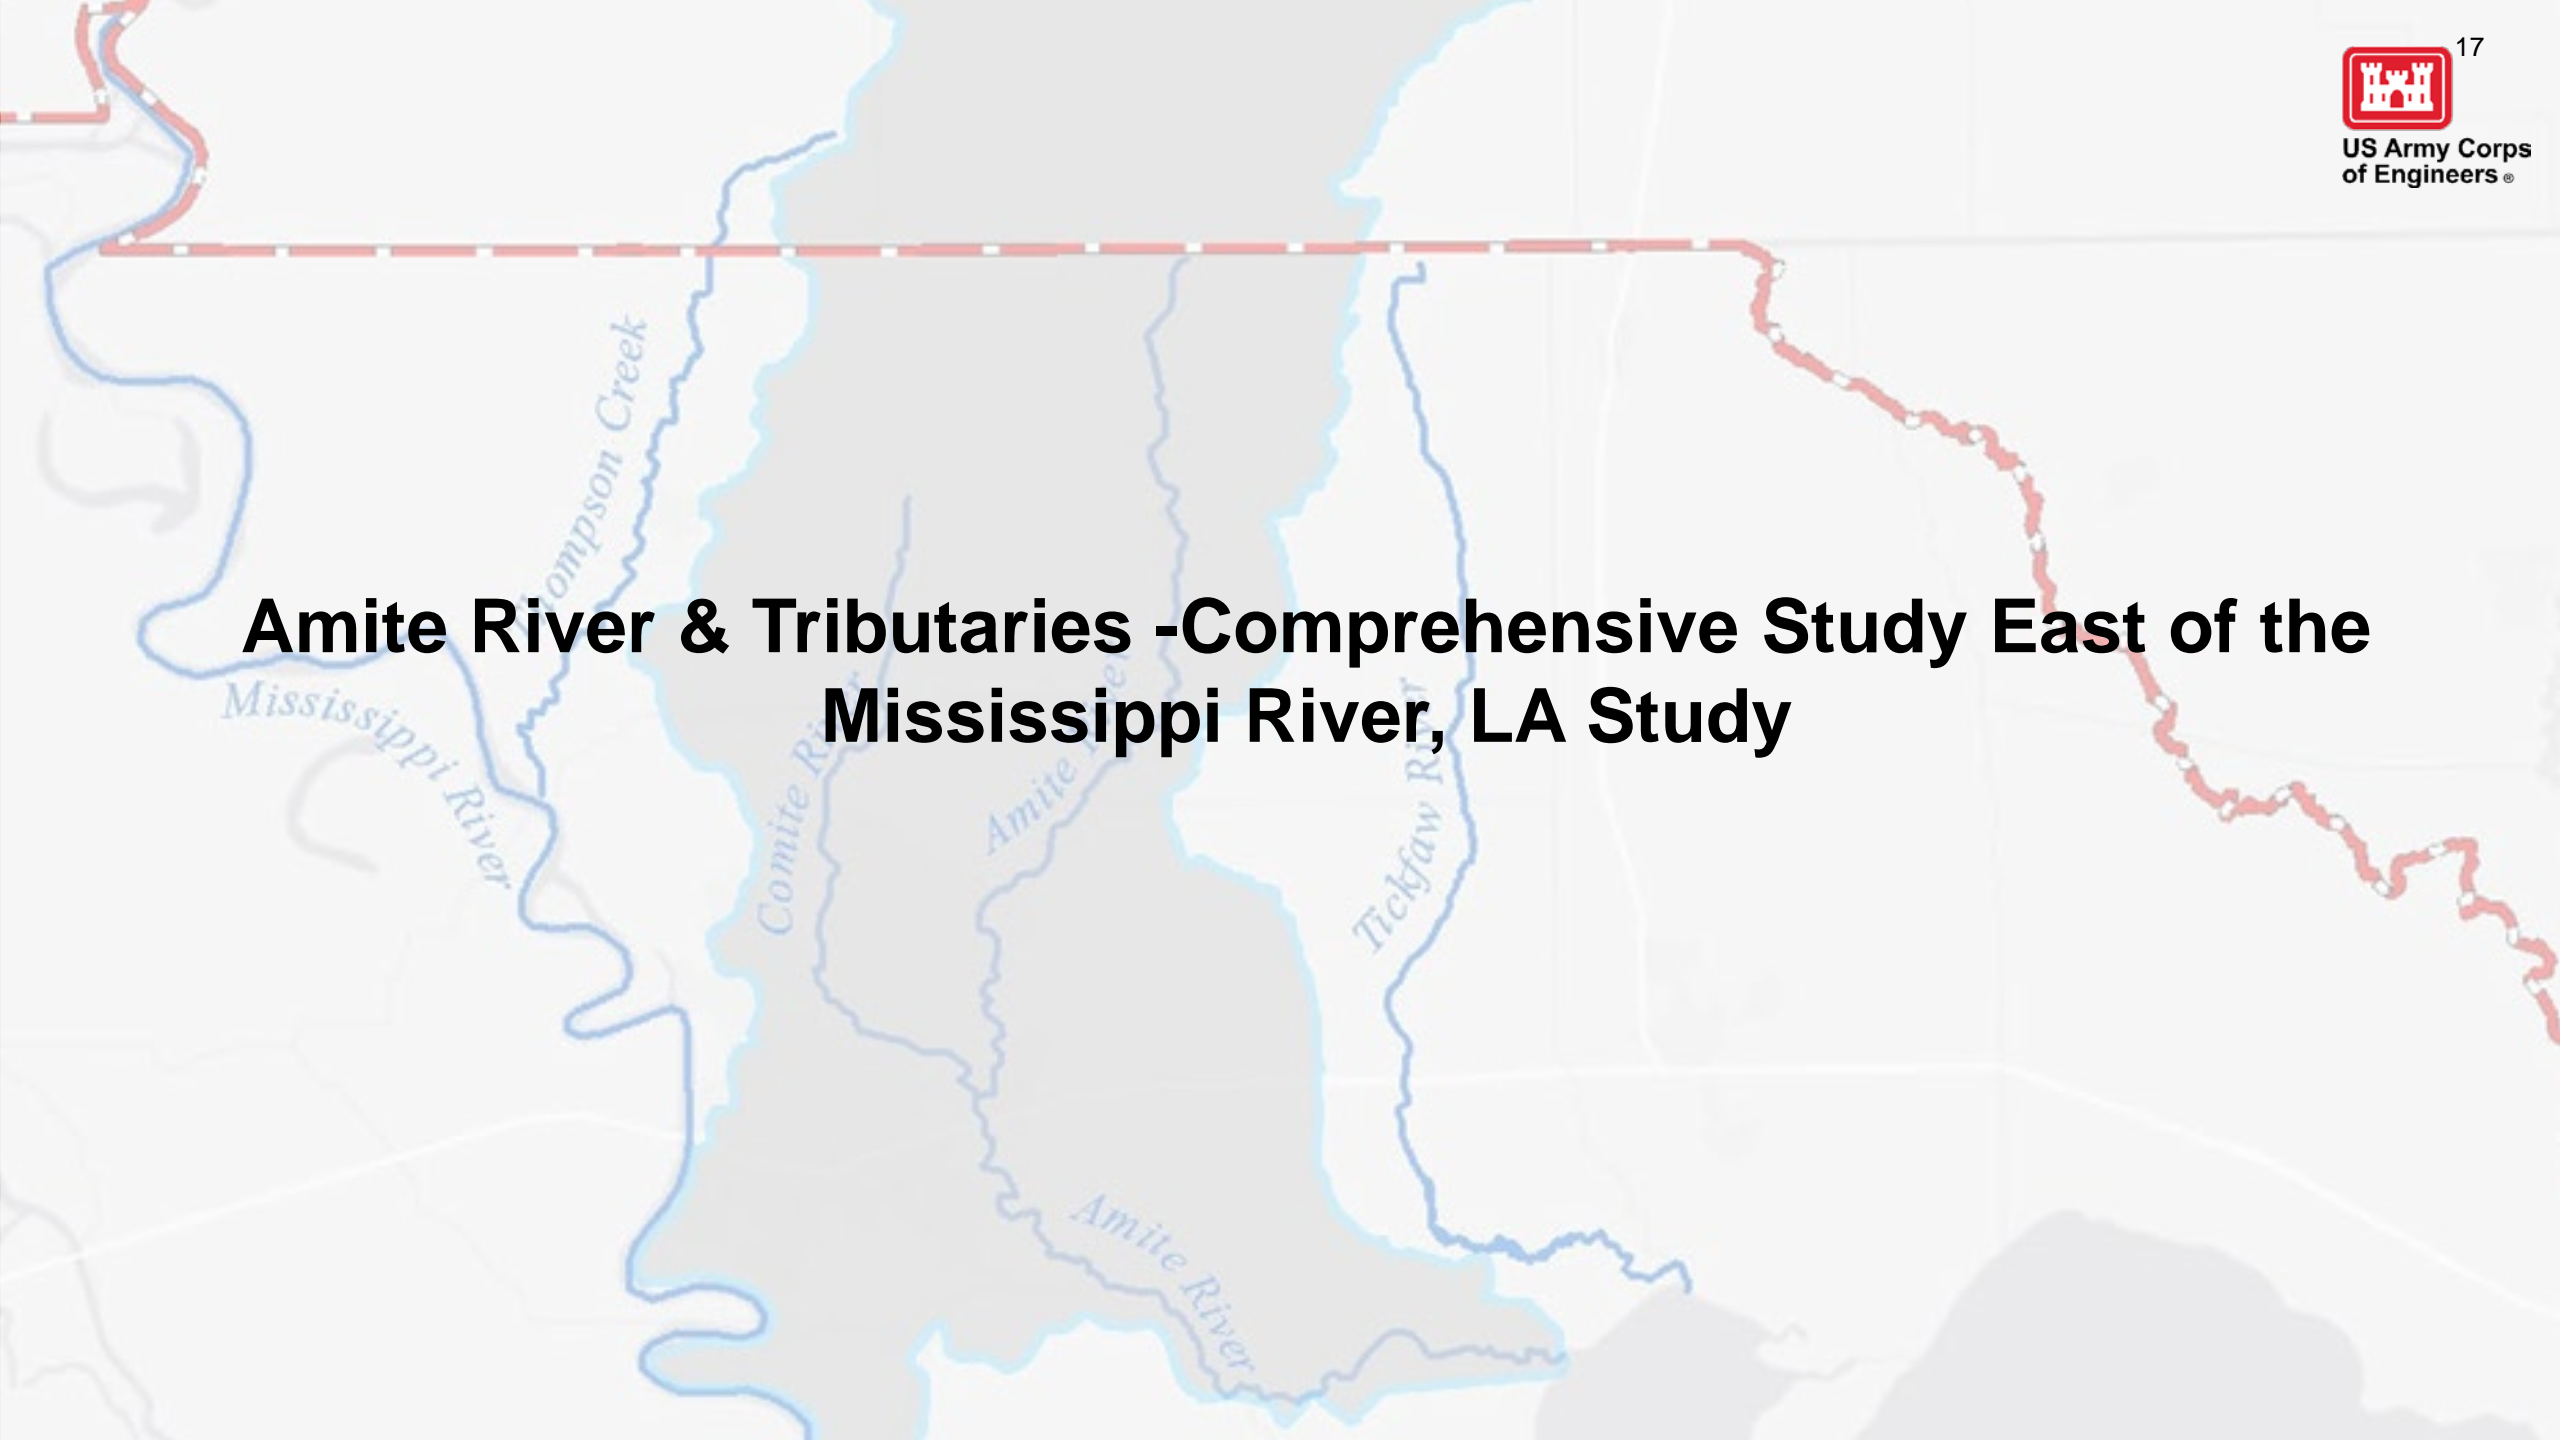 17
US Army Corps
of Engineers ®
Thompson Creek
Amite River & Tributaries -Comprehensive Study East of the
Mississippi River, LA Study
Mississippi River
Comite River
Amite River
Tickfaw River
Amite River